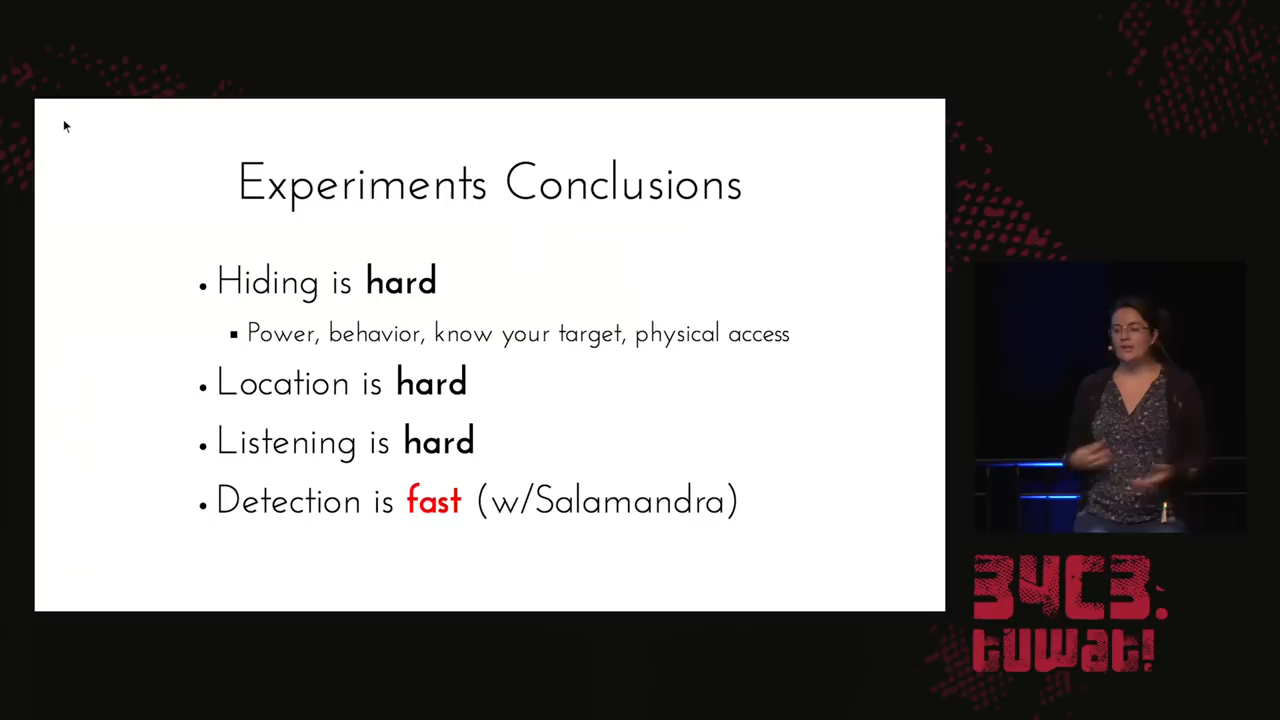 Experiments Conclusions
• Hiding is hard
▪ Power, behavior, know your target, physical access
• Location is hard
• Listening is hard
• Detection is fast (w/Salamandra)
34C3.
tuwat!